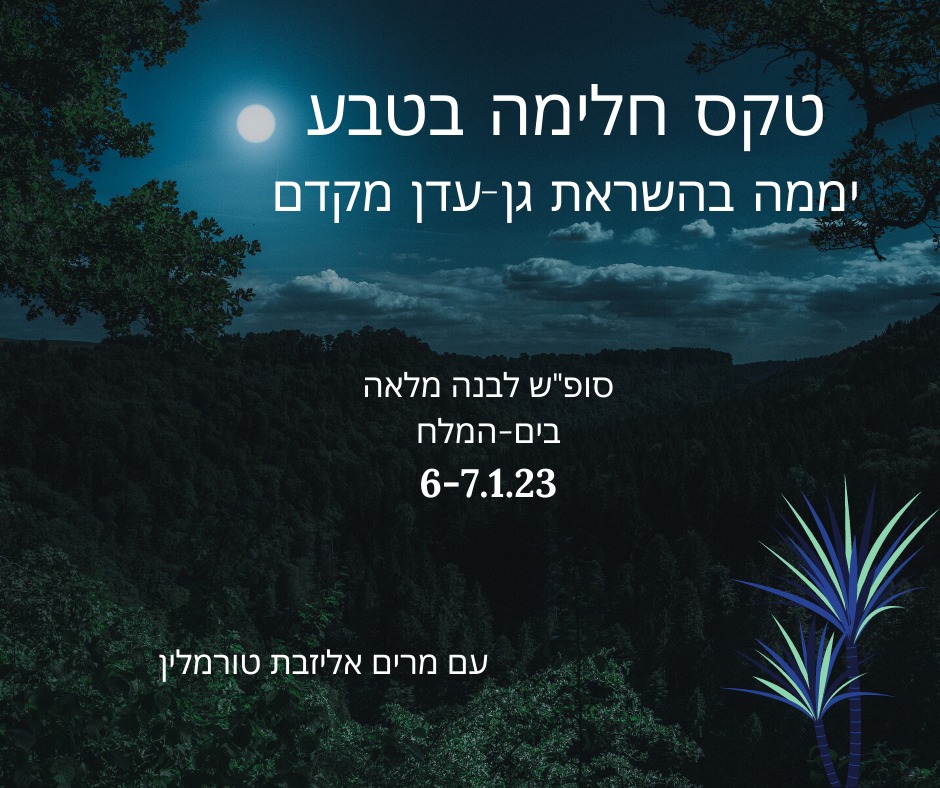 טקס חלימה בטבע
יממה בהשראת גן-עדן מקדם
סופ"ש לבנה מלאה
בים-המלח
6-7.1.23
עם מרים אליזבת טורמלין